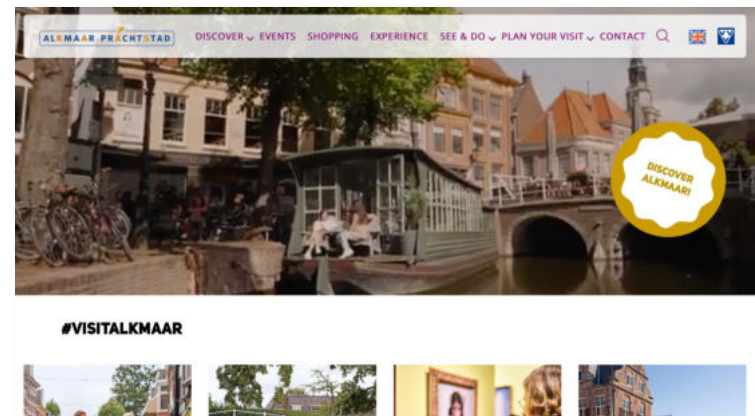 ALKMAAR PRACHTSTAD
DISCOVER EVENTS SHOPPING EXPERIENCE SEE & DO PLAN YOUR VISIT CONTACT
DISCOVER
ALKMAAR!
#VISITALKMAAR